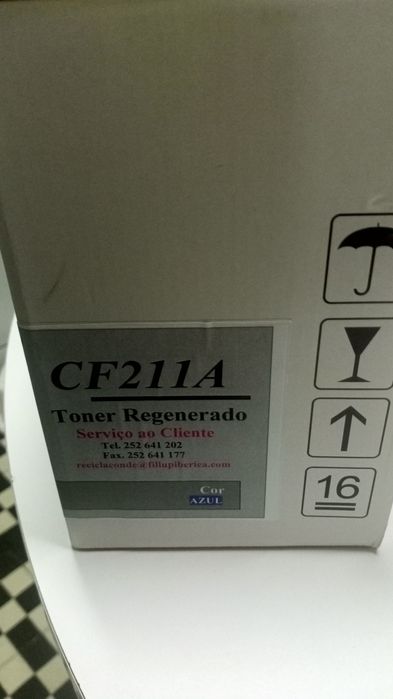 CF211A
Toner Regenerado
Serviço ao Cliente
Tel. 252 641 202
Fax. 252 641 177
reciclaconde@fillupiberica.com
Cor
AZUL
16